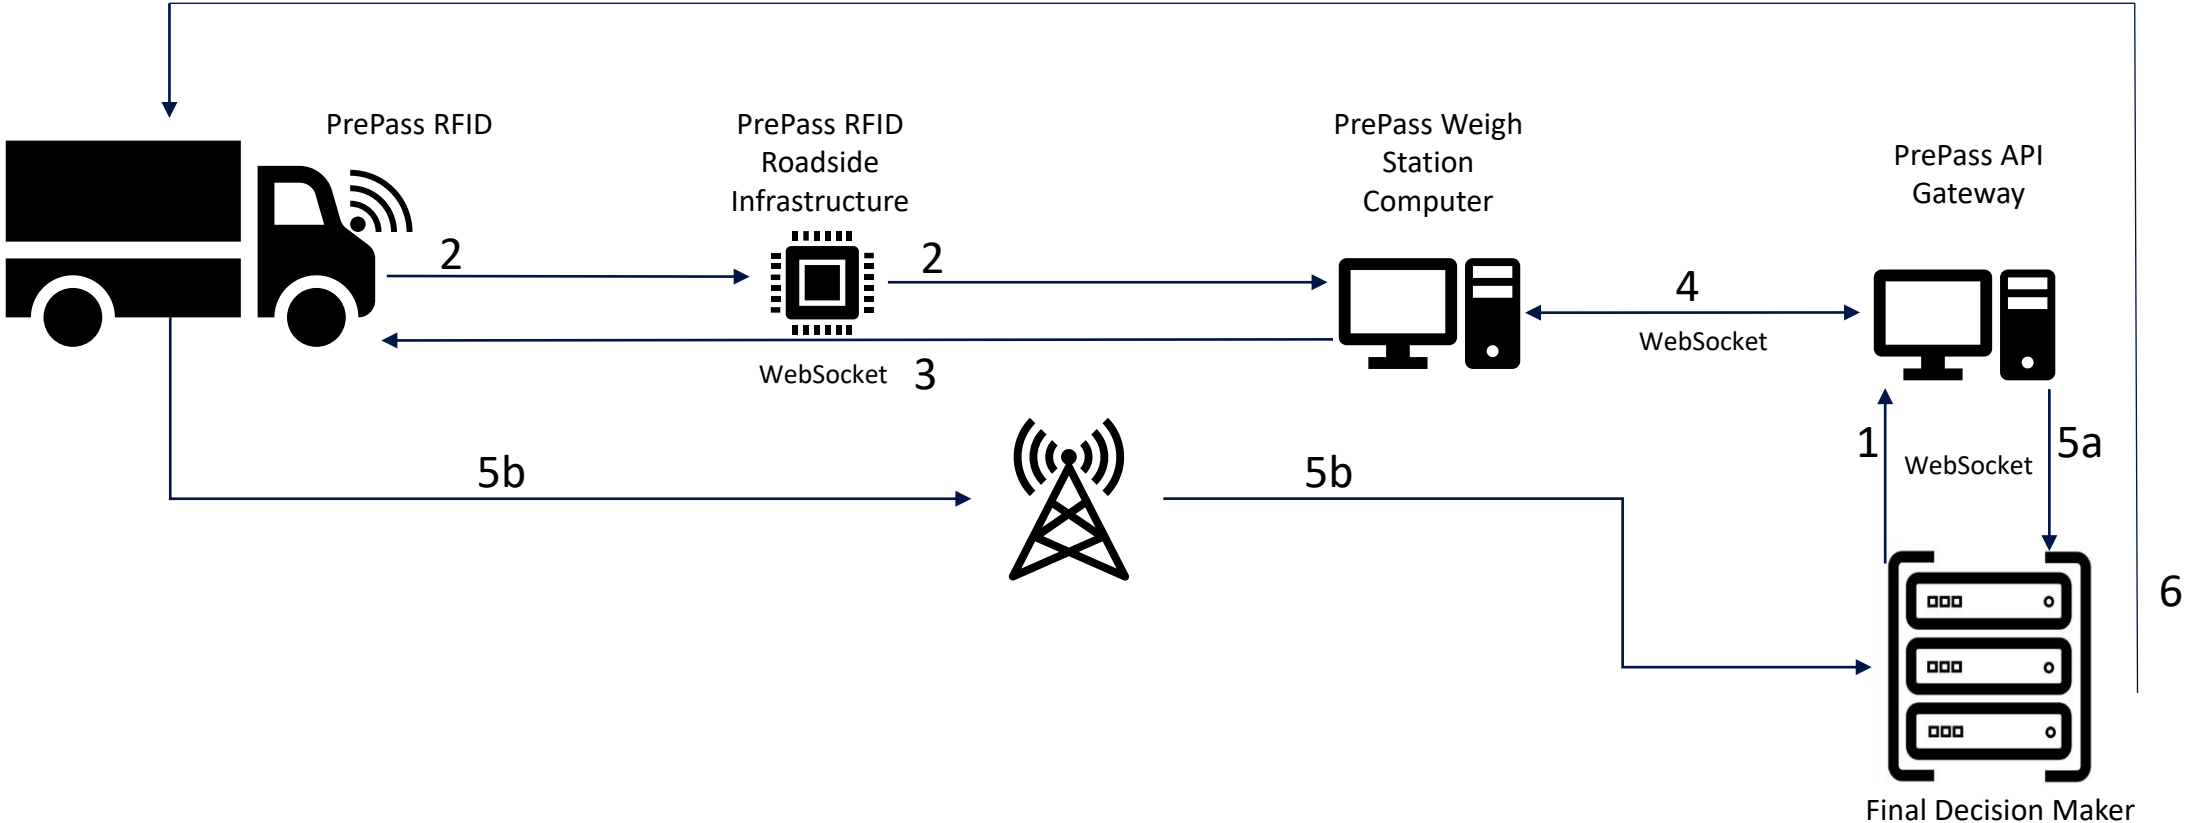 PrePass RFID
PrePass RFID
Roadside
Infrastructure
PrePass Weigh
Station
Computer
PrePass API
Gateway
2
2
4
WebSocket
WebSocket 3
1
WebSocket
5a
5b
5b
6
Final Decision Maker